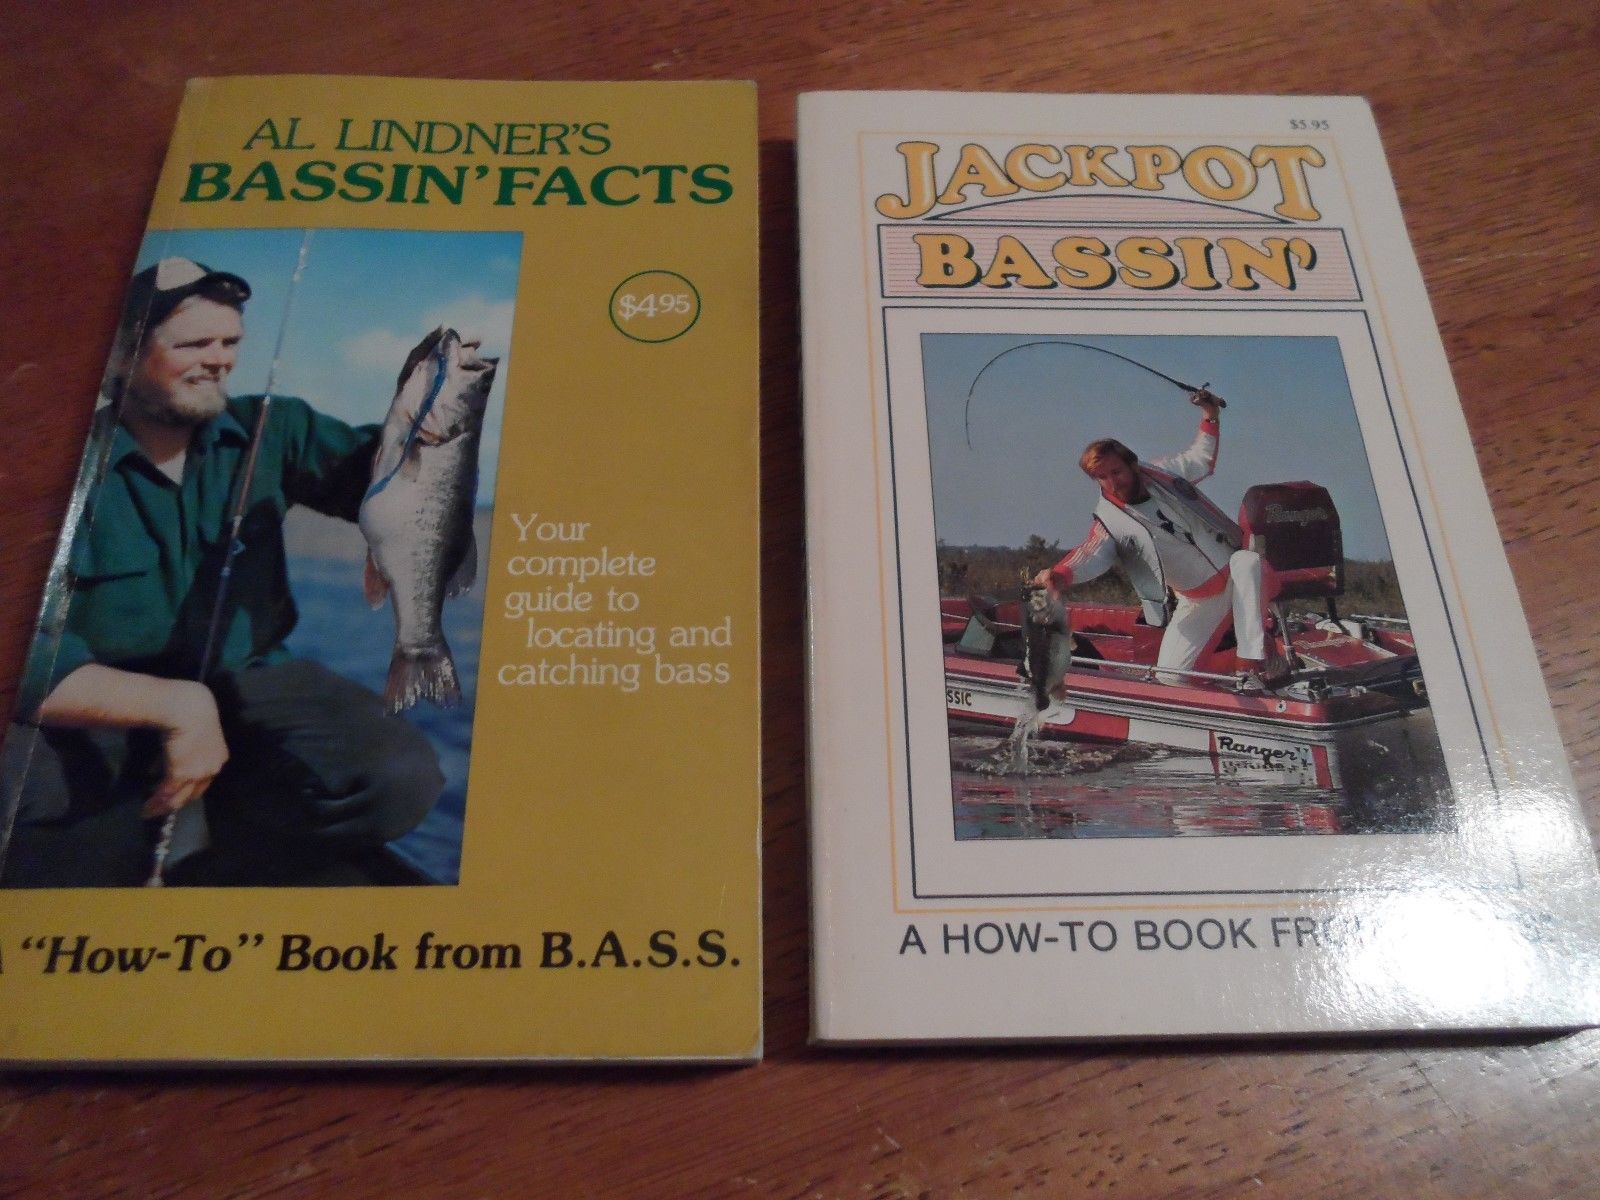 AL LINDNER'S
BASSIN' FACTS
$4.95
Your
complete
guide to
locating and
catching bass
"How-To" Book from B.A.S.S.
$5.95
JACKPOT
BASSIN'
Ranger
SSIC
Ranger
A HOW-TO BOOK